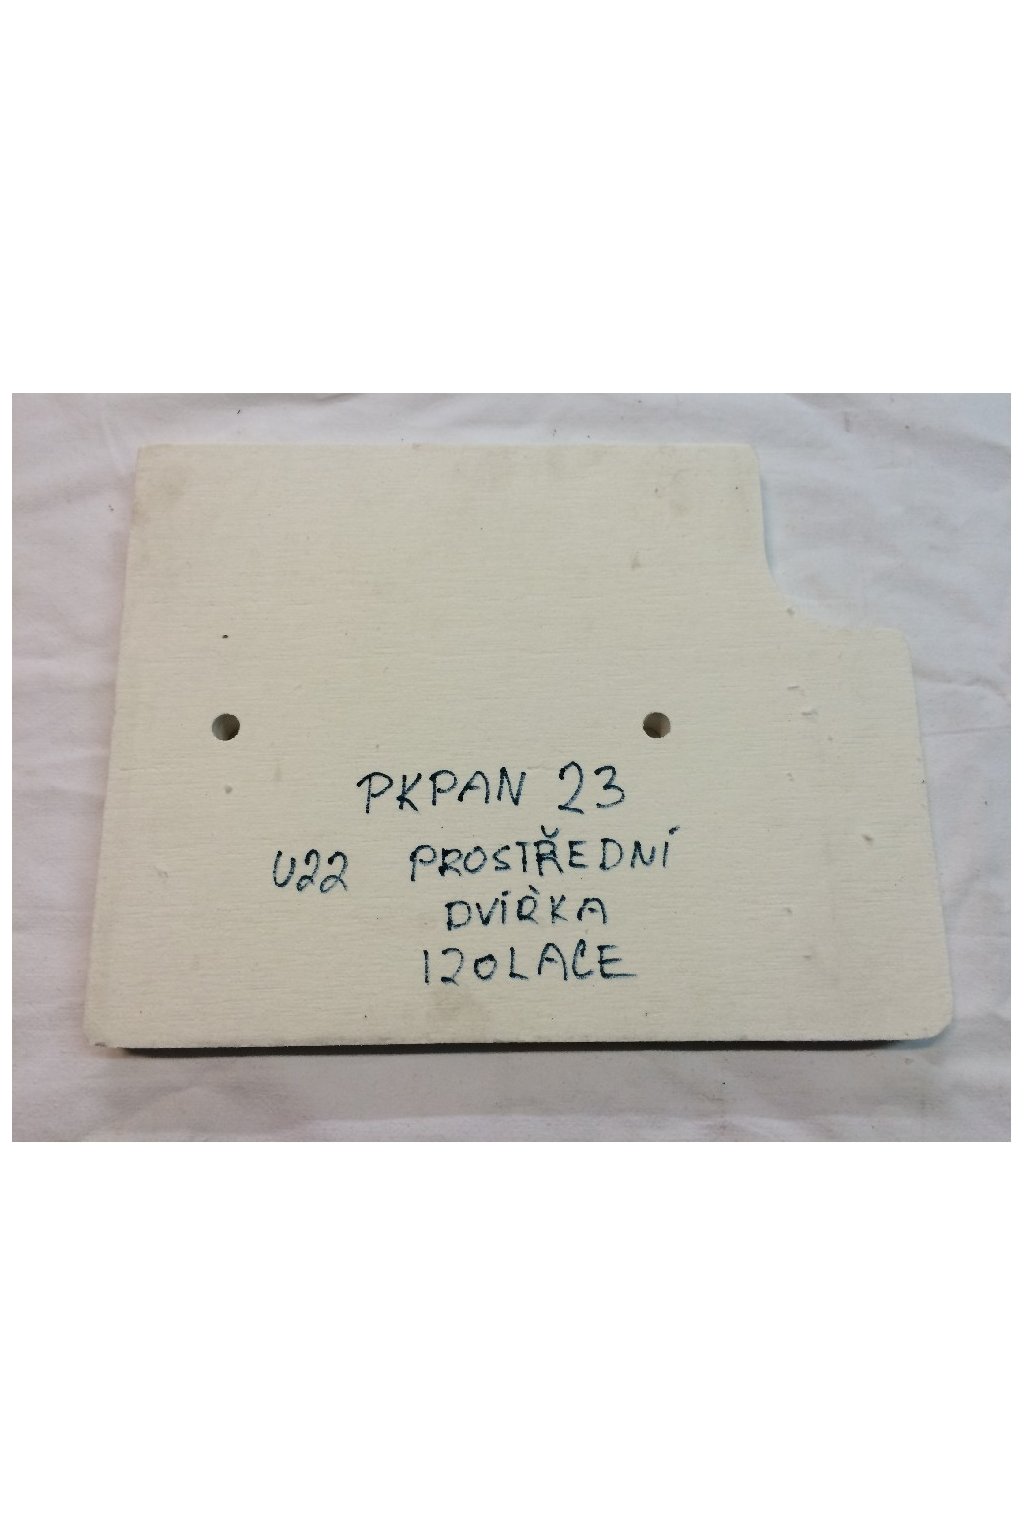 PKPAN 23
U22 PROSTŘEDNÍ
DVÍŘKA
IZOLACE